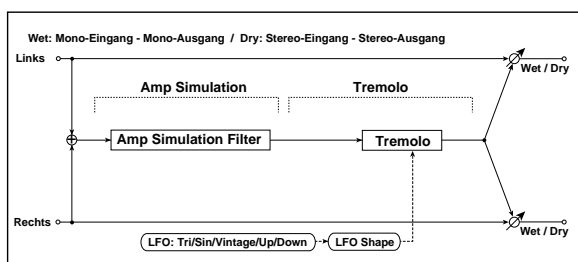 Wet: Mono-Eingang - Mono-Ausgang / Dry: Stereo-Eingang - Stereo-Ausgang
Links
Wet / Dry
Amp Simulation
Tremolo
Amp Simulation Filter
Tremolo
Rechts
Wet / Dry
LFO: Tri/Sin/Vintage/Up/Down
LFO Shape